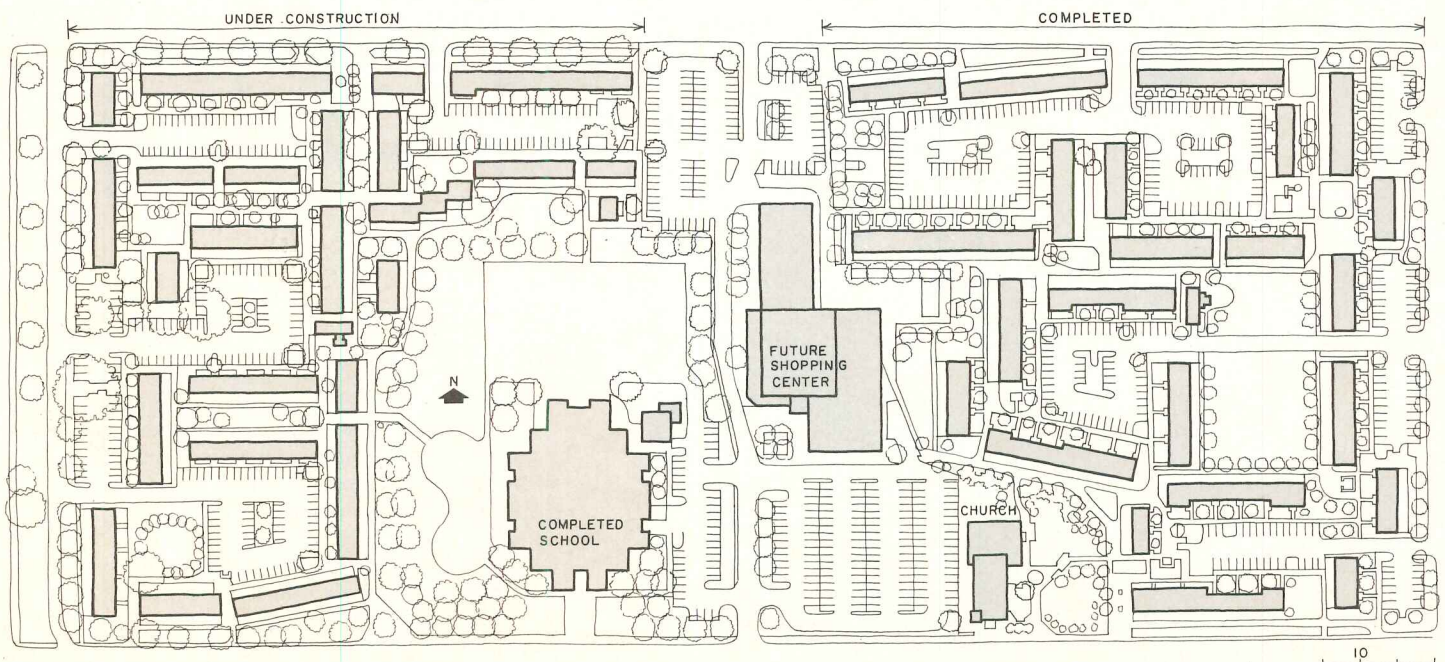 UNDER CONSTRUCTION
COMPLETED
N
FUTURE
SHOPPING
CENTER
COMPLETED
SCHOOL
CHURCH
10